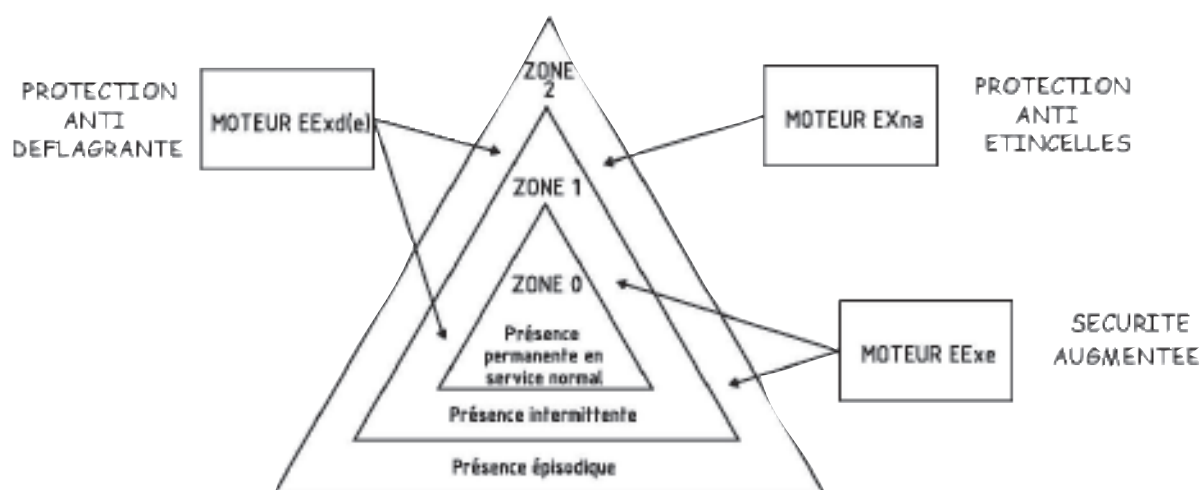 PROTECTION
ANTI
DEFLAGRANTE
MOTEUR EExd(e)
ZONE
2
MOTEUR EXna
PROTECTION
ANTI
ETINCELLES
ZONE 1
ZONE 0
Présence
permanente en
service normal
Présence intermittente
Présence épisodique
MOTEUR EExe
SECURITE
AUGMENTEE